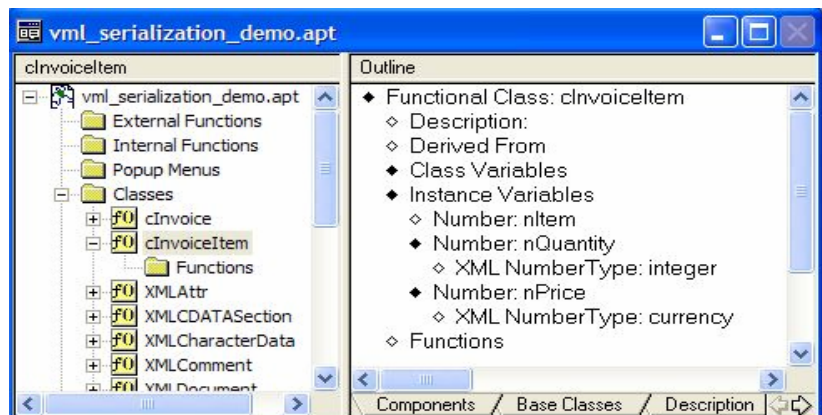 vml_serialization_demo.apt
cInvoiceItem
vml_serialization_demo.apt
External Functions
Internal Functions
Popup Menus
Classes
cInvoice
cInvoiceItem
Functions
XMLAttr
XMLCDATASection
XMLCharacterData
XMLComment
XMLDocument
Outline
Functional Class: cInvoiceItem
Description:
Derived From
Class Variables
Instance Variables
Number: nItem
Number: nQuantity
XML NumberType: integer
Number: nPrice
XML NumberType: currency
Functions
Components / Base Classes / Description